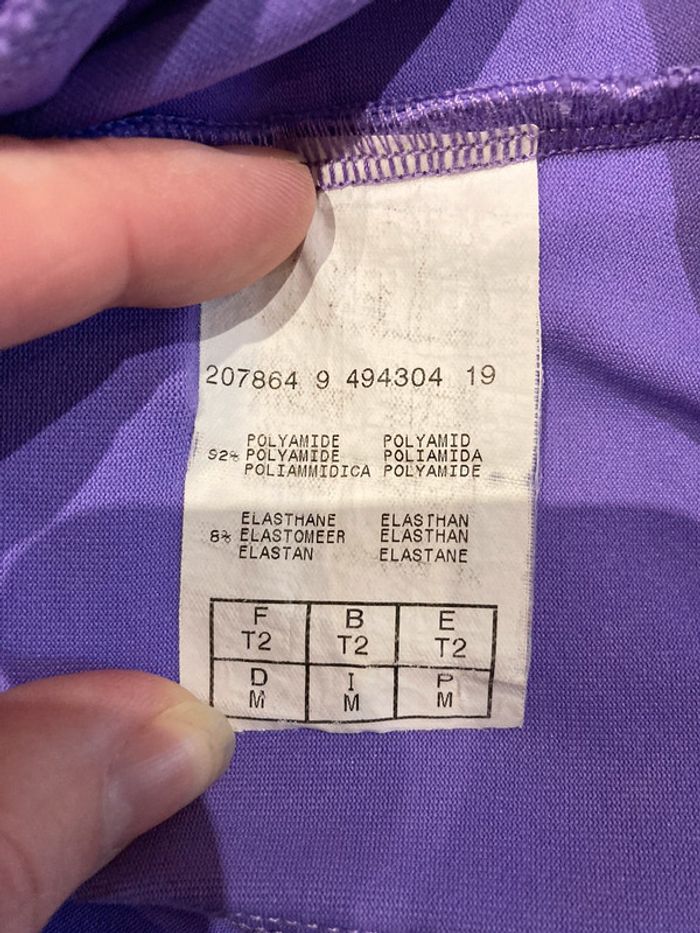 207864 9 494304 19
POLYAMIDE POLYAMID
92% POLYAMIDE POLIAMIDA
POLIAMMIDICA POLYAMIDE
ELASTHANE ELASTHAN
8% ELASTOMEER ELASTHAN
ELASTAN ELASTANE
F B E
T2 T2 T2
D I P
M M M